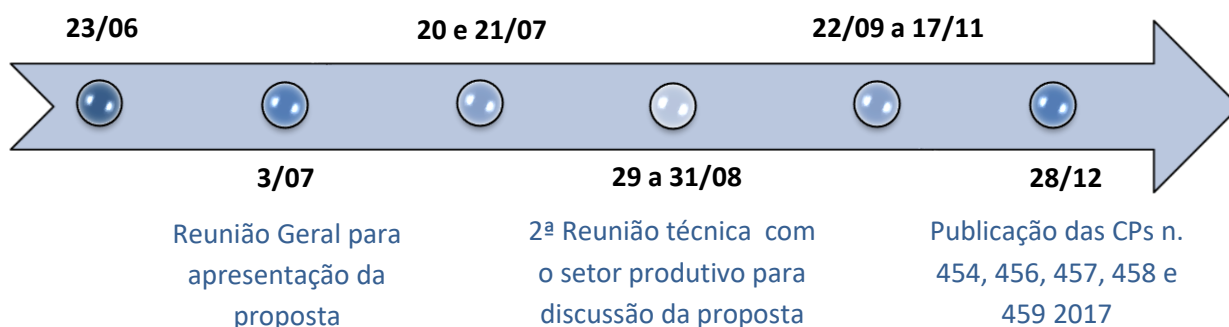 23/06
20 e 21/07
22/09 a 17/11
3/07
29 a 31/08
28/12
Reunião Geral para
apresentação da
proposta
2ª Reunião técnica com
o setor produtivo para
discussão da proposta
Publicação das CPs n.
454, 456, 457, 458 e
459 2017